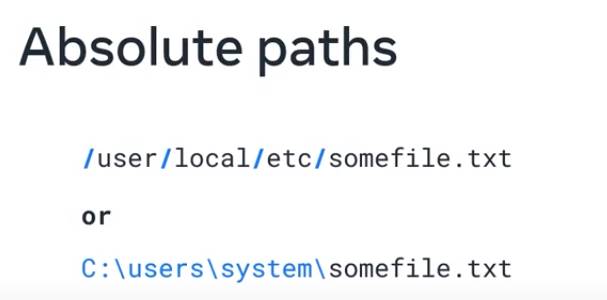 Absolute paths
/user/local/etc/somefile.txt
or
C:\users\system\somefile.txt